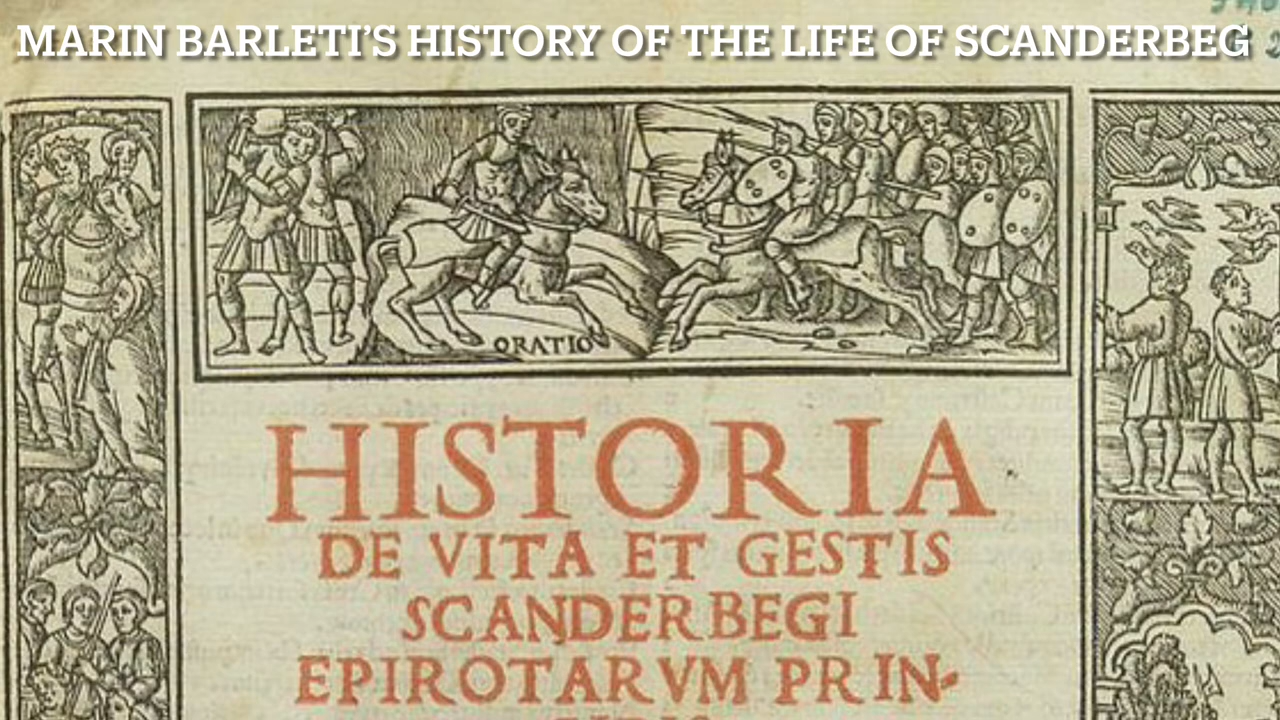 MARIN BARLETI'S HISTORY OF THE LIFE OF SCANDERBEG
ORATIO
HISTORIA
DE VITA ET GESTIS
SCANDERBEGI
EPIROTARVM PRIN-